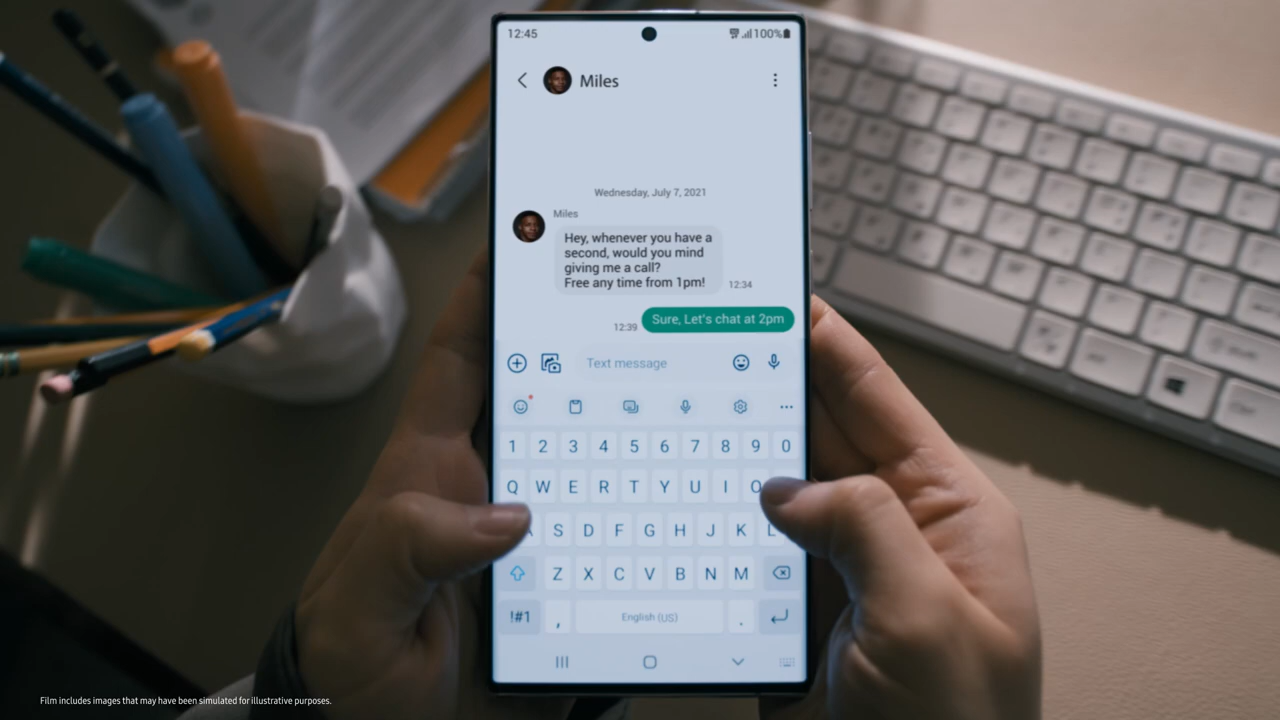 12:45
100%
Miles
Wednesday, July 7, 2021
Miles
Hey, whenever you have a
second, would you mind
giving me a call?
Free any time from 1pm!
12:34
Sure, Let's chat at 2pm
12:39
Text message
1 2 3 4 5 6 7 8 9 0
Q W E R T Y U I O
S D F G H J K L
Z X C V B N M
!#1 , English (US) .
Film includes images that may have been simulated for illustrative purposes.